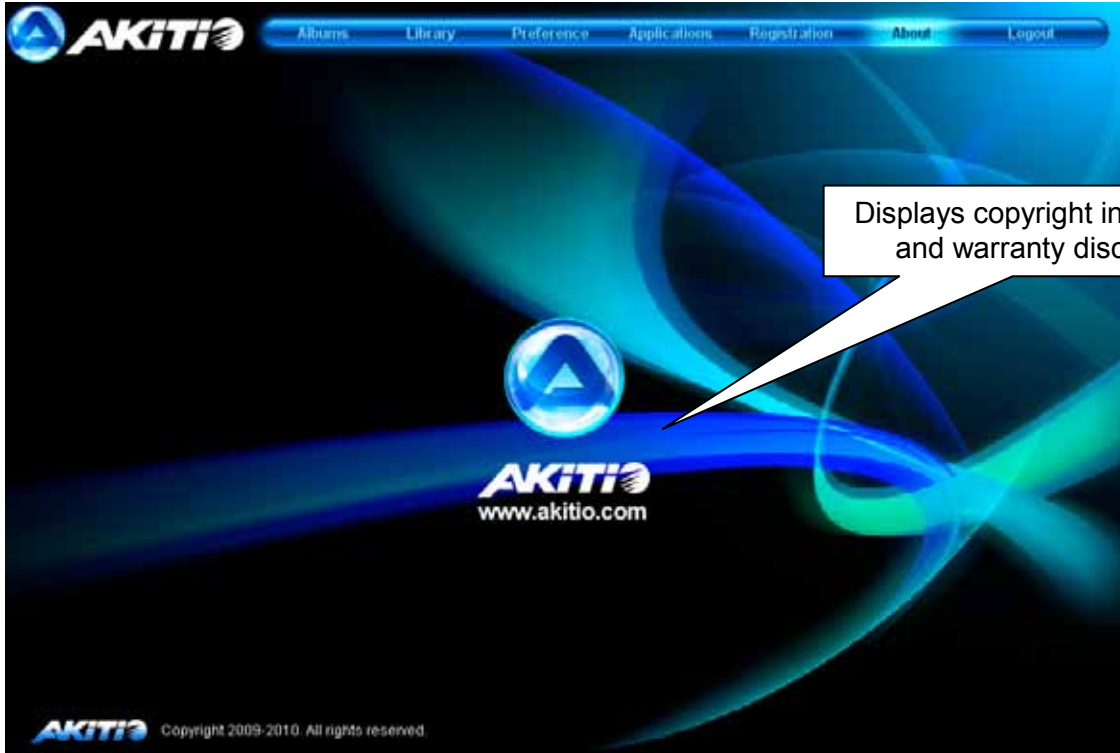 AKiTiO
Albums Library Preference Applications Registration About Logout
Displays copyright in
and warranty disc
AKiTiO
www.akitio.com
AKiTiO Copyright 2009-2010. All rights reserved.